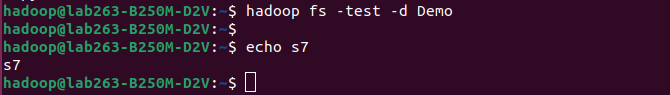 hadoop@lab263-B250M-D2V:~$ hadoop fs -test -d Demo
hadoop@lab263-B250M-D2V:~$
hadoop@lab263-B250M-D2V:~$ echo s7
s7
hadoop@lab263-B250M-D2V:~$